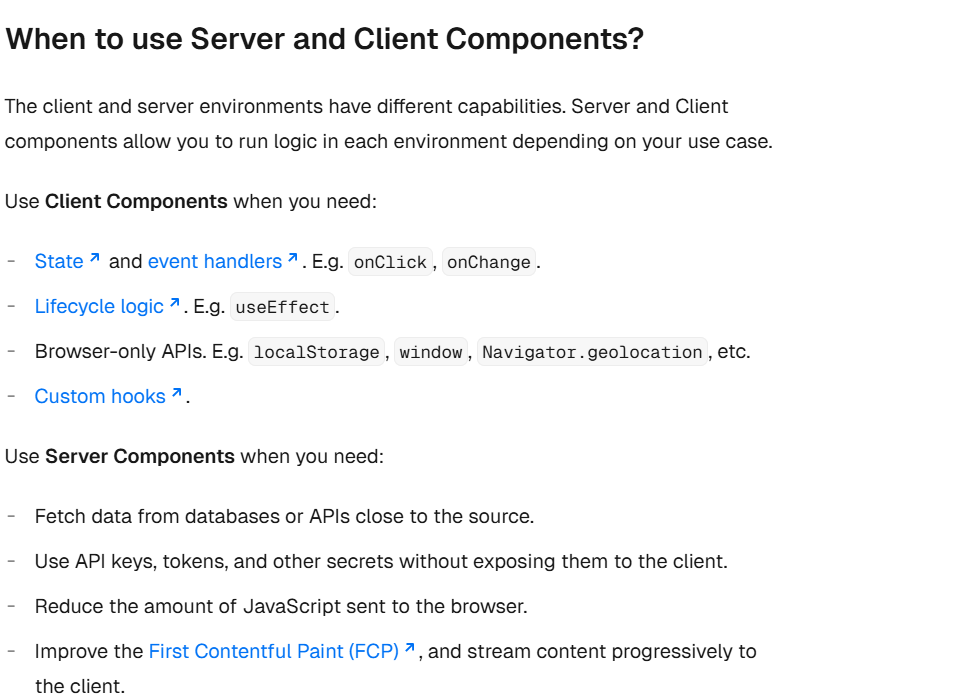 When to use Server and Client Components?
The client and server environments have different capabilities. Server and Client
components allow you to run logic in each environment depending on your use case.
Use Client Components when you need:
- State ↗ and event handlers ↗. E.g. onClick, onChange.
- Lifecycle logic ↗. E.g. useEffect.
- Browser-only APIs. E.g. localStorage, window, Navigator.geolocation, etc.
- Custom hooks ↗.
Use Server Components when you need:
- Fetch data from databases or APIs close to the source.
- Use API keys, tokens, and other secrets without exposing them to the client.
- Reduce the amount of JavaScript sent to the browser.
- Improve the First Contentful Paint (FCP) ↗, and stream content progressively to
the client.